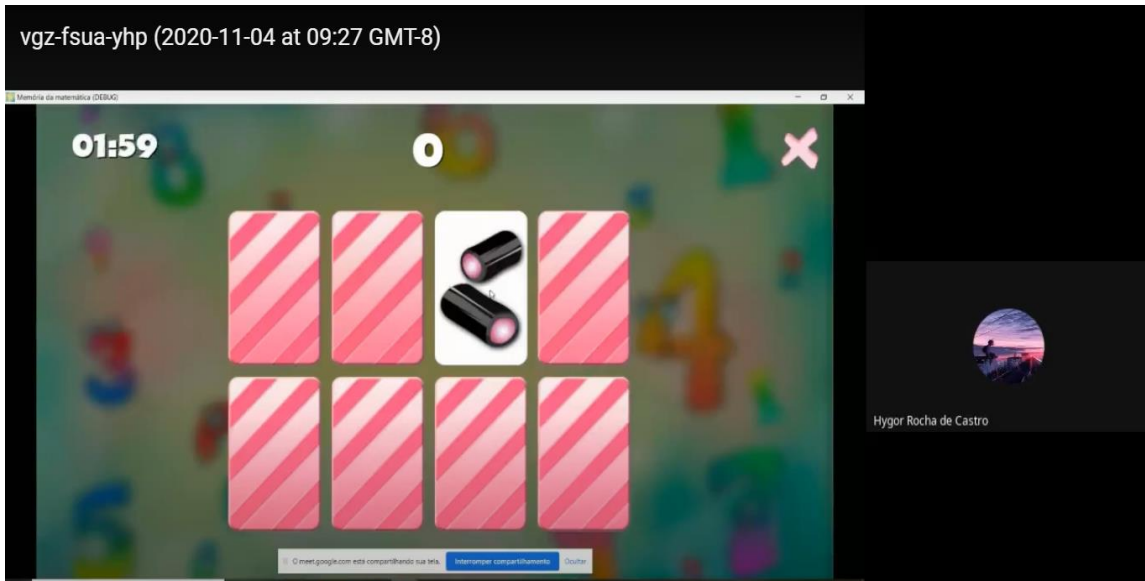 vgz-fsua-yhp (2020-11-04 at 09:27 GMT-8)
Memória da matemática (DEBUG)
01:59
0
O meet.google.com está compartilhando sua tela.
Interromper compartilhamento
Ocultar
Hygor Rocha de Castro